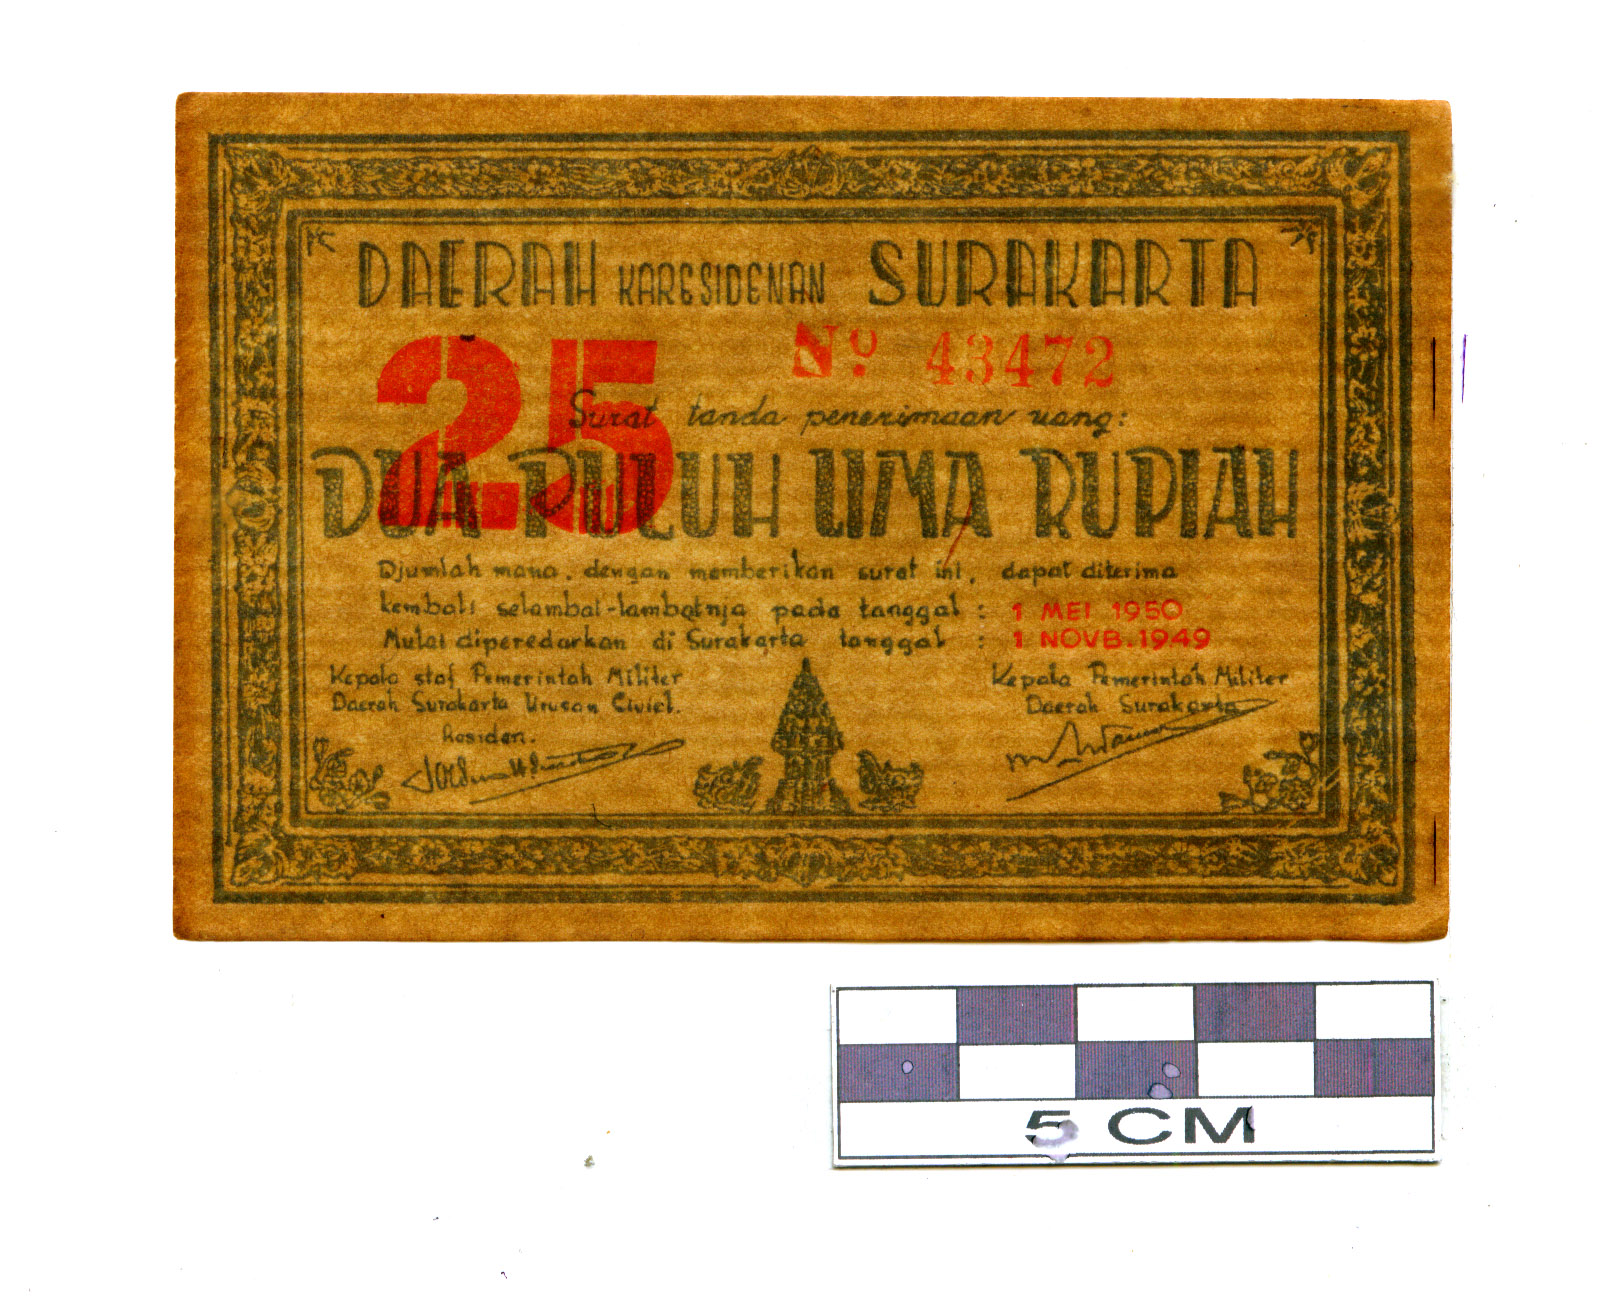 DAERAH KARESIDENAN SURAKARTA
25
No 43472
Surat tanda penerimaan uang:
DUA PULUH LIMA RUPIAH
Djumlah mana, dengan memberikan surat ini, dapat diterima
kembali selambat-lambatnja pada tanggal : 1 MEI 1950
Mulai diperedarkan di Surakarta tanggal : 1 NOVB. 1949
Kepala staf Pemerintah Militer
Daerah Surakarta Urusan Civiel.
Residen.
Kepala Pemerintah Militer
Daerah Surakarta
5 CM